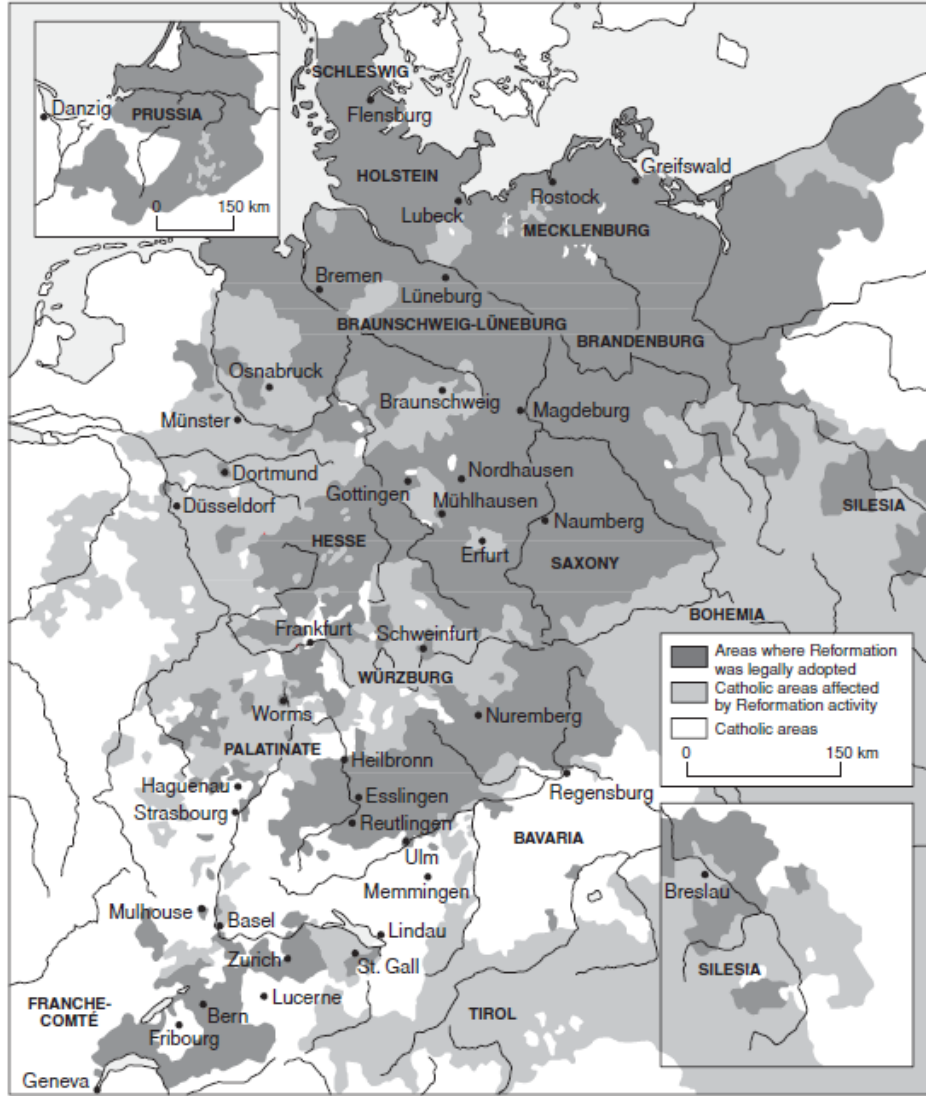 Danzig
PRUSSIA
0 150 km
SCHLESWIG
Flensburg
HOLSTEIN
Lubeck
Rostock
Greifswald
MECKLENBURG
Bremen
Lüneburg
BRAUNSCHWEIG-LÜNEBURG
BRANDENBURG
Osnabruck
Braunschweig
Magdeburg
Münster
Dortmund
Nordhausen
Gottingen
Mühlhausen
Düsseldorf
Naumberg
SILESIA
HESSE
Erfurt
SAXONY
BOHEMIA
Frankfurt
Schweinfurt
WÜRZBURG
Worms
Nuremberg
PALATINATE
Heilbronn
Haguenau
Esslingen
Regensburg
Strasbourg
Reutlingen
Ulm
BAVARIA
Memmingen
Mulhouse
Basel
Lindau
Zurich
St. Gall
FRANCHE-
COMTÉ
Lucerne
Bern
TIROL
Fribourg
Geneva
Areas where Reformation
was legally adopted
Catholic areas affected
by Reformation activity
Catholic areas
0 150 km
Breslau
SILESIA